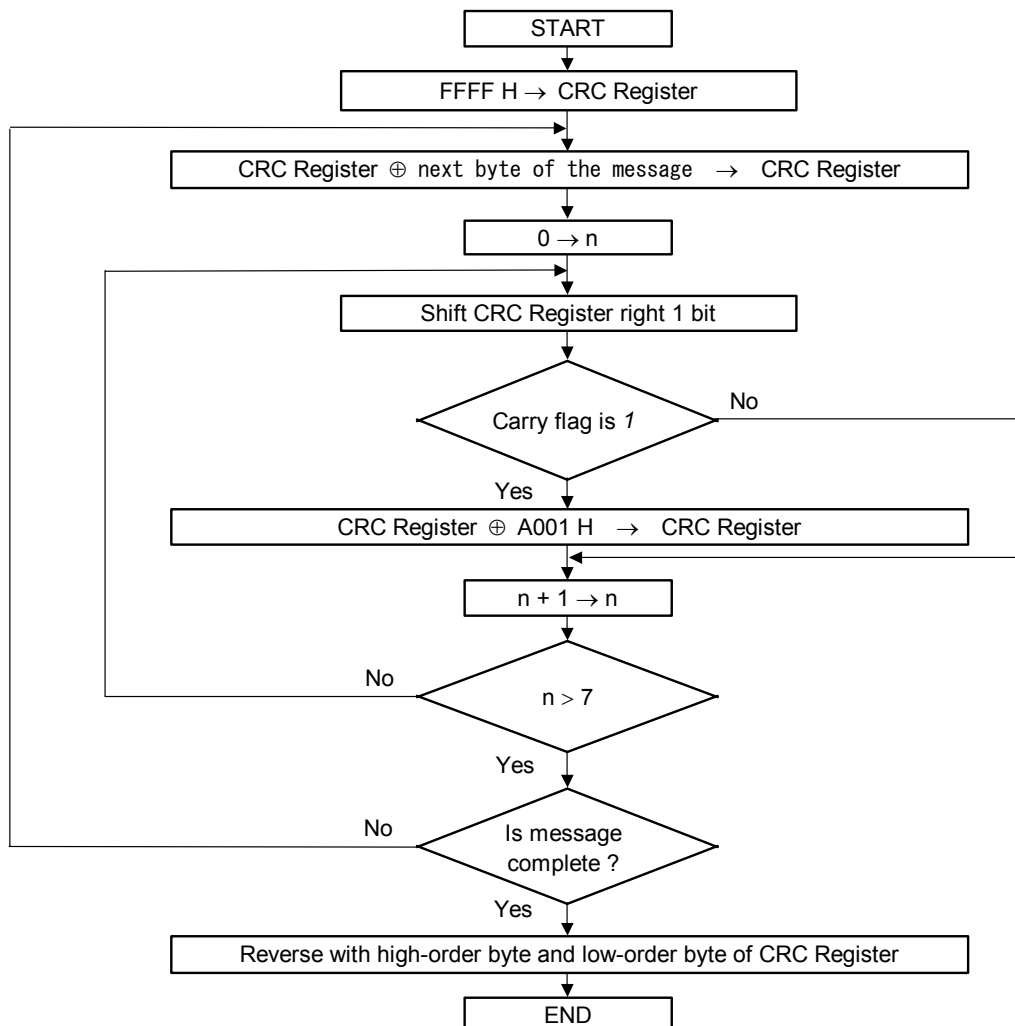 START
FFFF H → CRC Register
CRC Register ⊕ next byte of the message → CRC Register
0 → n
Shift CRC Register right 1 bit
Carry flag is 1
No
Yes
CRC Register ⊕ A001 H → CRC Register
n + 1 → n
No
n > 7
Yes
No
Is message
complete ?
Yes
Reverse with high-order byte and low-order byte of CRC Register
END